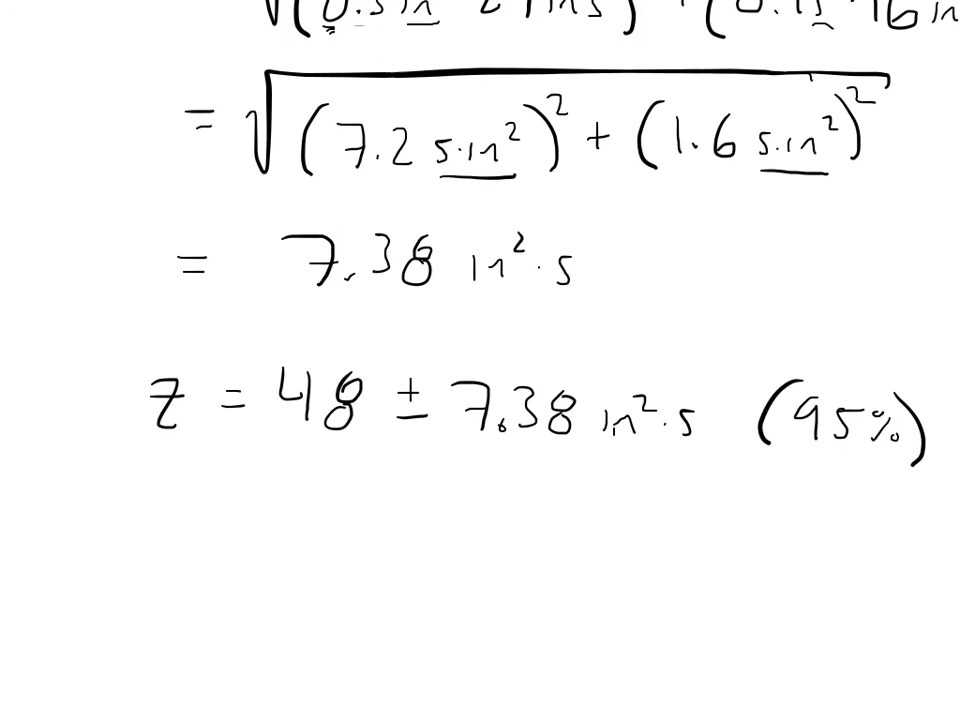 = √(7.2 s·in²)² + (1.6 s·in²)²
= 7.38 in²·s
z = 48 ± 7.38 in²·s (95%)